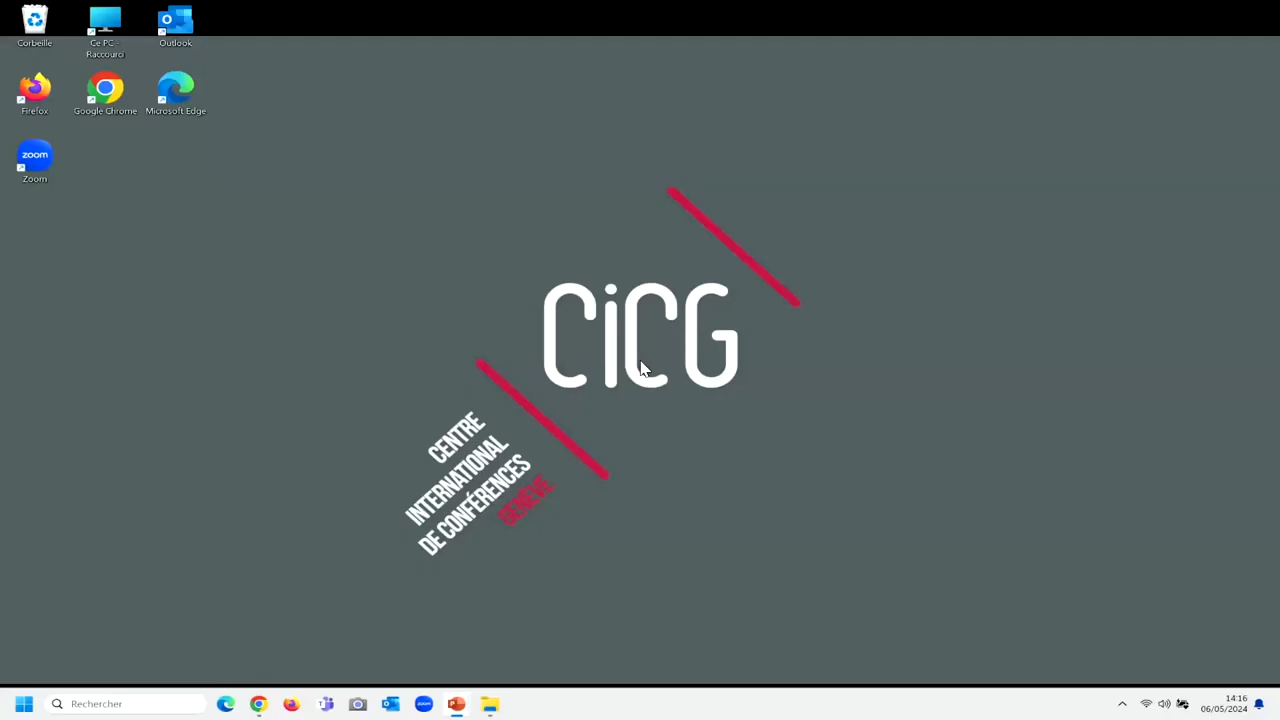 Corbeille
Ce PC -
Raccourci
Outlook
Firefox
Google Chrome
Microsoft Edge
zoom
Zoom
CiCG
CENTRE
INTERNATIONAL
DE CONFÉRENCES
GENÈVE
Rechercher
zoom
14:16
06/05/2024